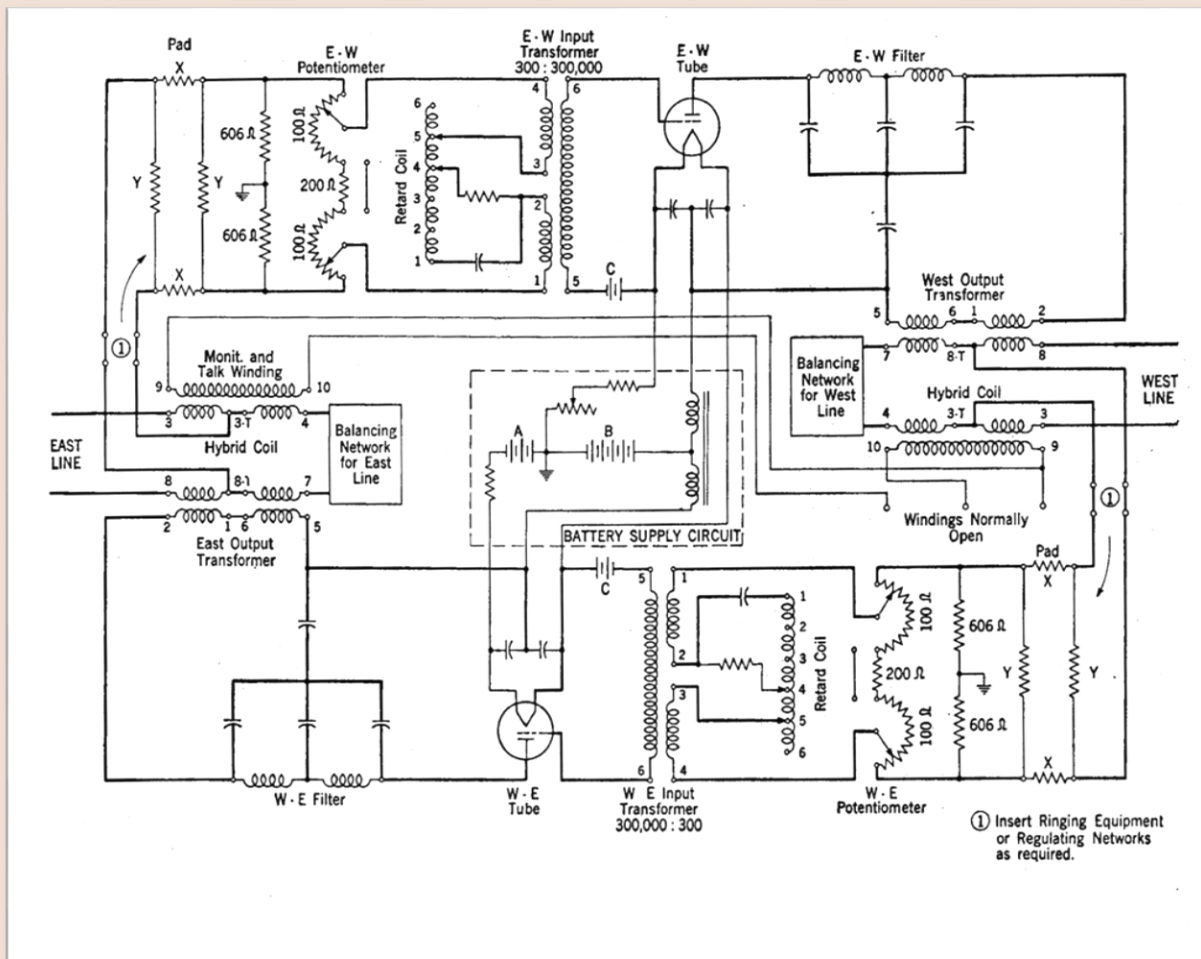 Pad
X
E-W
Potentiometer
E-W Input
Transformer
300 : 300,000
E-W
Tube
E-W Filter
4
6
6
5
4
3
2
1
Retard Coil
3
2
1
5
C
606 Ω
606 Ω
Y
Y
100 Ω
200 Ω
100 Ω
X
①
West Output
Transformer
5
6
1
2
7
8-T
8
Balancing
Network
for West
Line
Hybrid Coil
4
3-T
3
10
9
WEST
LINE
Windings Normally
Open
①
Monit. and
Talk Winding
9
10
3
3-T
4
Hybrid Coil
EAST
LINE
Balancing
Network
for East
Line
8
8-1
7
2
1
6
5
East Output
Transformer
A
B
BATTERY SUPPLY CIRCUIT
C
5
1
2
3
6
4
1
2
3
4
5
6
Retard Coil
100 Ω
200 Ω
100 Ω
606 Ω
606 Ω
Pad
X
Y
Y
X
W-E Filter
W-E
Tube
W E Input
Transformer
300,000 : 300
W-E
Potentiometer
① Insert Ringing Equipment
or Regulating Networks
as required.